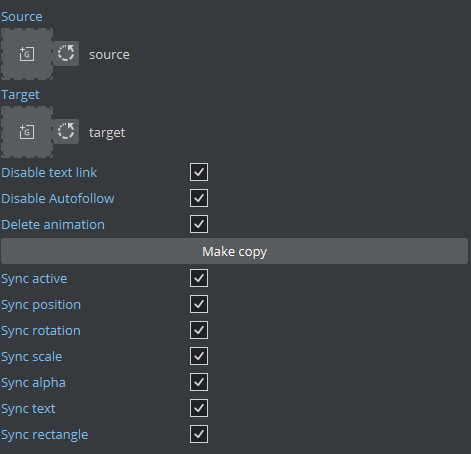 Source
source
Target
target
Disable text link
Disable Autofollow
Delete animation
Make copy
Sync active
Sync position
Sync rotation
Sync scale
Sync alpha
Sync text
Sync rectangle